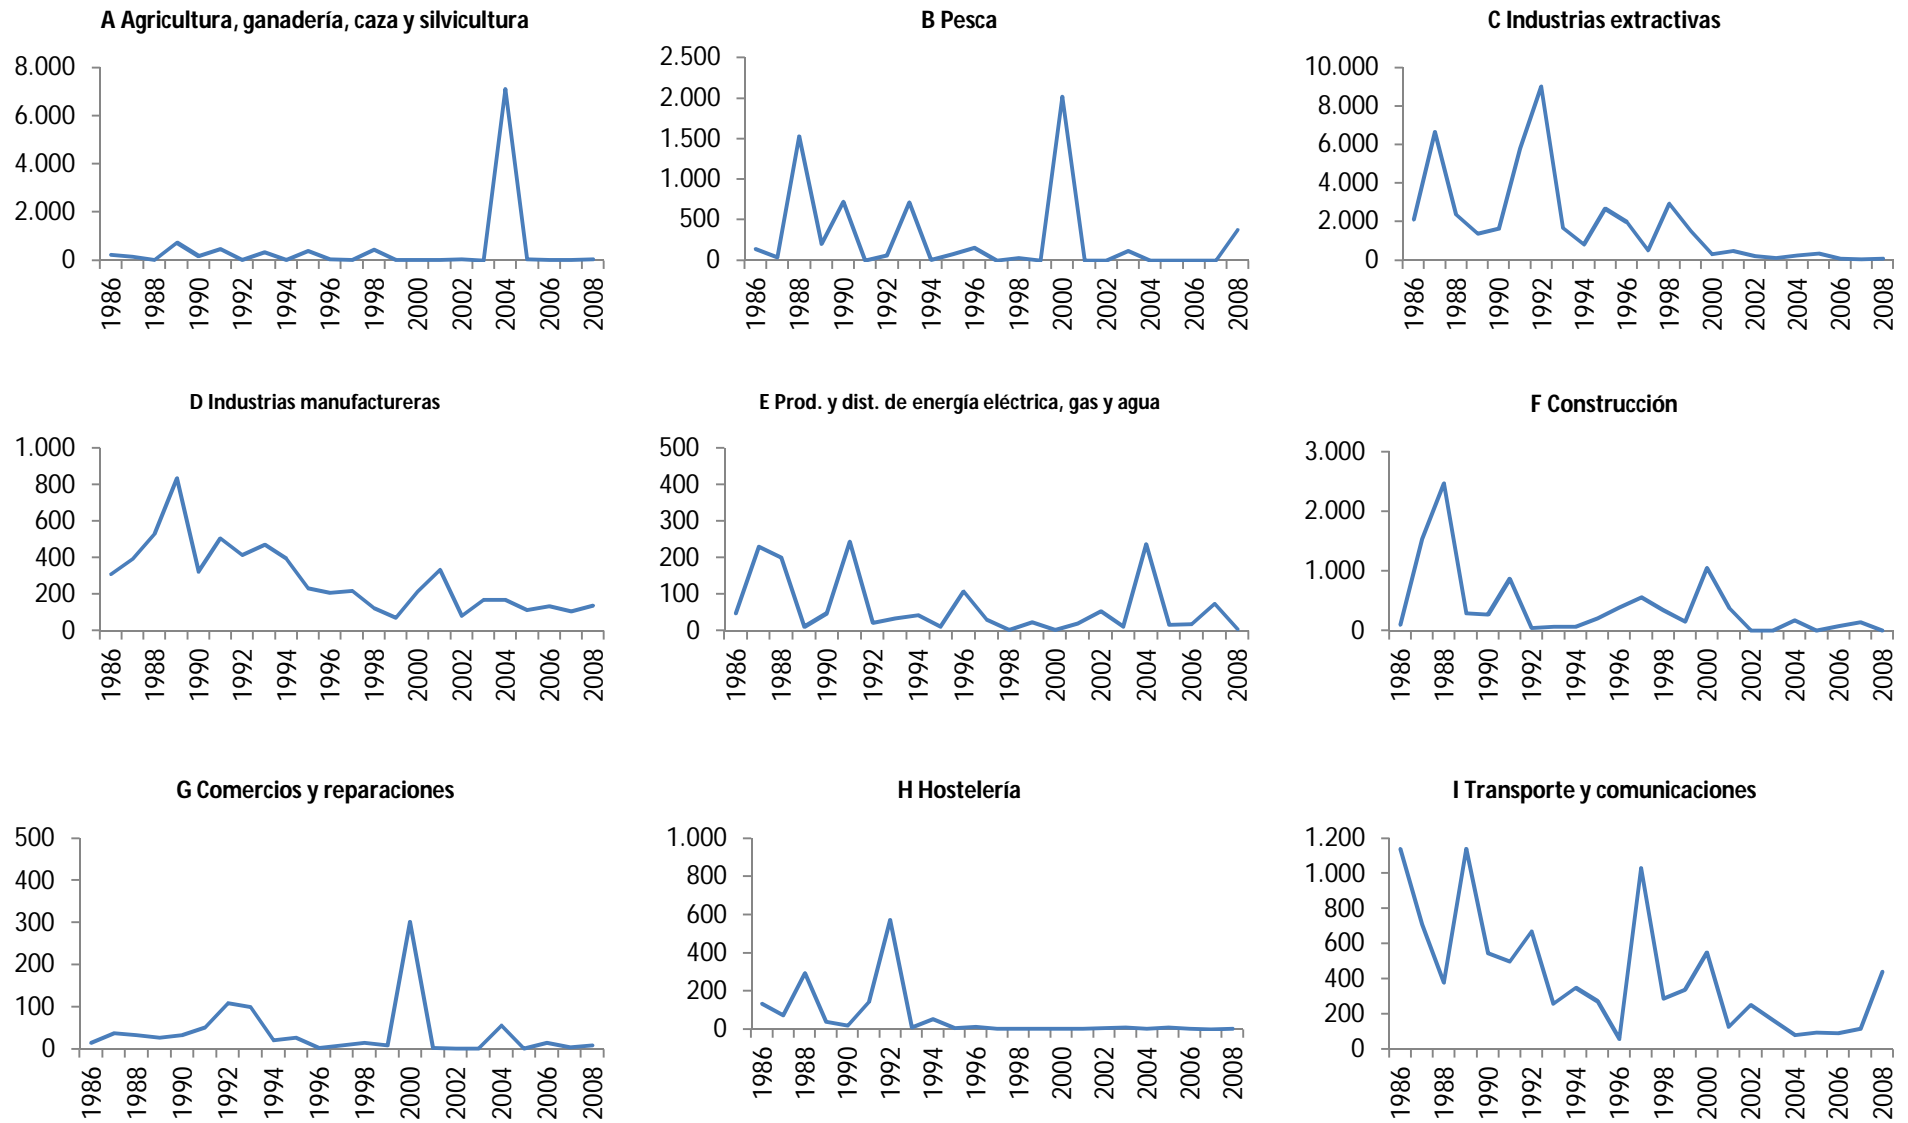 A Agricultura, ganadería, caza y silvicultura
8.000
6.000
4.000
2.000
0
1986 1988 1990 1992 1994 1996 1998 2000 2002 2004 2006 2008
B Pesca
2.500
2.000
1.500
1.000
500
0
1986 1988 1990 1992 1994 1996 1998 2000 2002 2004 2006 2008
C Industrias extractivas
10.000
8.000
6.000
4.000
2.000
0
1986 1988 1990 1992 1994 1996 1998 2000 2002 2004 2006 2008
D Industrias manufactureras
1.000
800
600
400
200
0
1986 1988 1990 1992 1994 1996 1998 2000 2002 2004 2006 2008
E Prod. y dist. de energía eléctrica, gas y agua
500
400
300
200
100
0
1986 1988 1990 1992 1994 1996 1998 2000 2002 2004 2006 2008
F Construcción
3.000
2.000
1.000
0
1986 1988 1990 1992 1994 1996 1998 2000 2002 2004 2006 2008
G Comercios y reparaciones
500
400
300
200
100
0
1986 1988 1990 1992 1994 1996 1998 2000 2002 2004 2006 2008
H Hostelería
1.000
800
600
400
200
0
1986 1988 1990 1992 1994 1996 1998 2000 2002 2004 2006 2008
I Transporte y comunicaciones
1.200
1.000
800
600
400
200
0
1986 1988 1990 1992 1994 1996 1998 2000 2002 2004 2006 2008